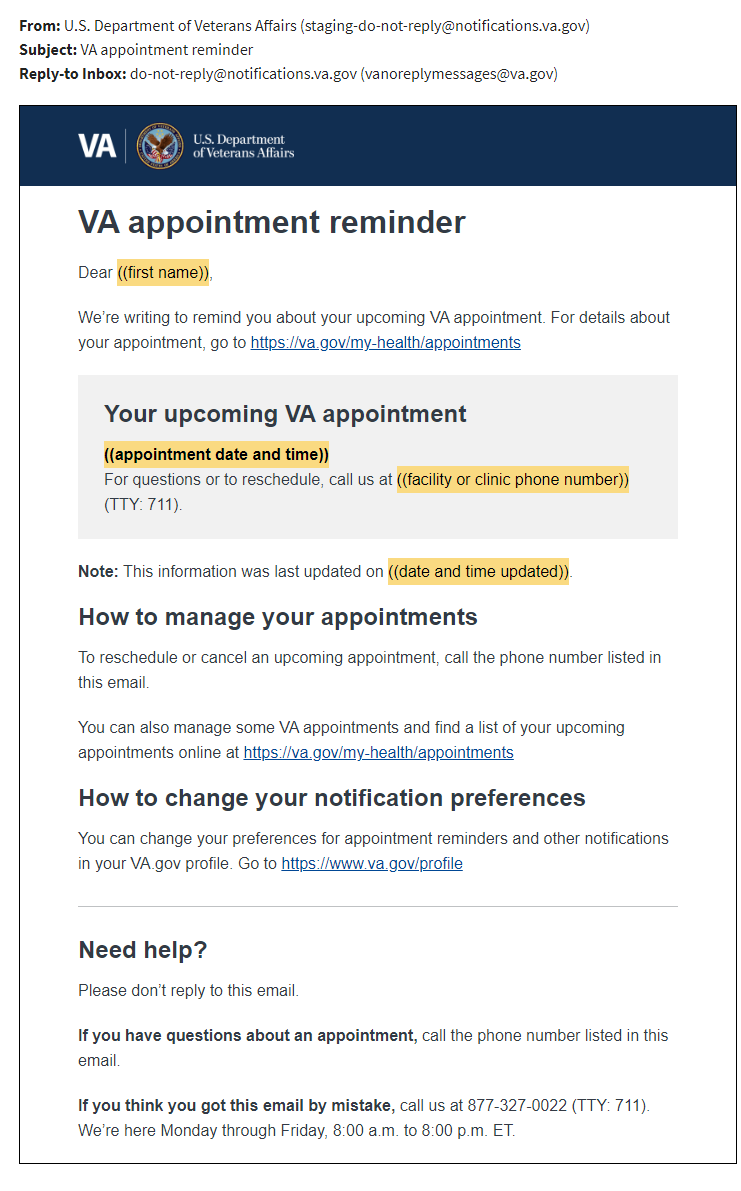 From: U.S. Department of Veterans Affairs (staging-do-not-reply@notifications.va.gov)
Subject: VA appointment reminder
Reply-to Inbox: do-not-reply@notifications.va.gov (vanoreplymessages@va.gov)
VA
U.S. Department
of Veterans Affairs
VA appointment reminder
Dear ((first name)),
We’re writing to remind you about your upcoming VA appointment. For details about
your appointment, go to https://va.gov/my-health/appointments
Your upcoming VA appointment
((appointment date and time))
For questions or to reschedule, call us at ((facility or clinic phone number))
(TTY: 711).
Note: This information was last updated on ((date and time updated)).
How to manage your appointments
To reschedule or cancel an upcoming appointment, call the phone number listed in
this email.
You can also manage some VA appointments and find a list of your upcoming
appointments online at https://va.gov/my-health/appointments
How to change your notification preferences
You can change your preferences for appointment reminders and other notifications
in your VA.gov profile. Go to https://www.va.gov/profile
Need help?
Please don’t reply to this email.
If you have questions about an appointment, call the phone number listed in this
email.
If you think you got this email by mistake, call us at 877-327-0022 (TTY: 711).
We’re here Monday through Friday, 8:00 a.m. to 8:00 p.m. ET.